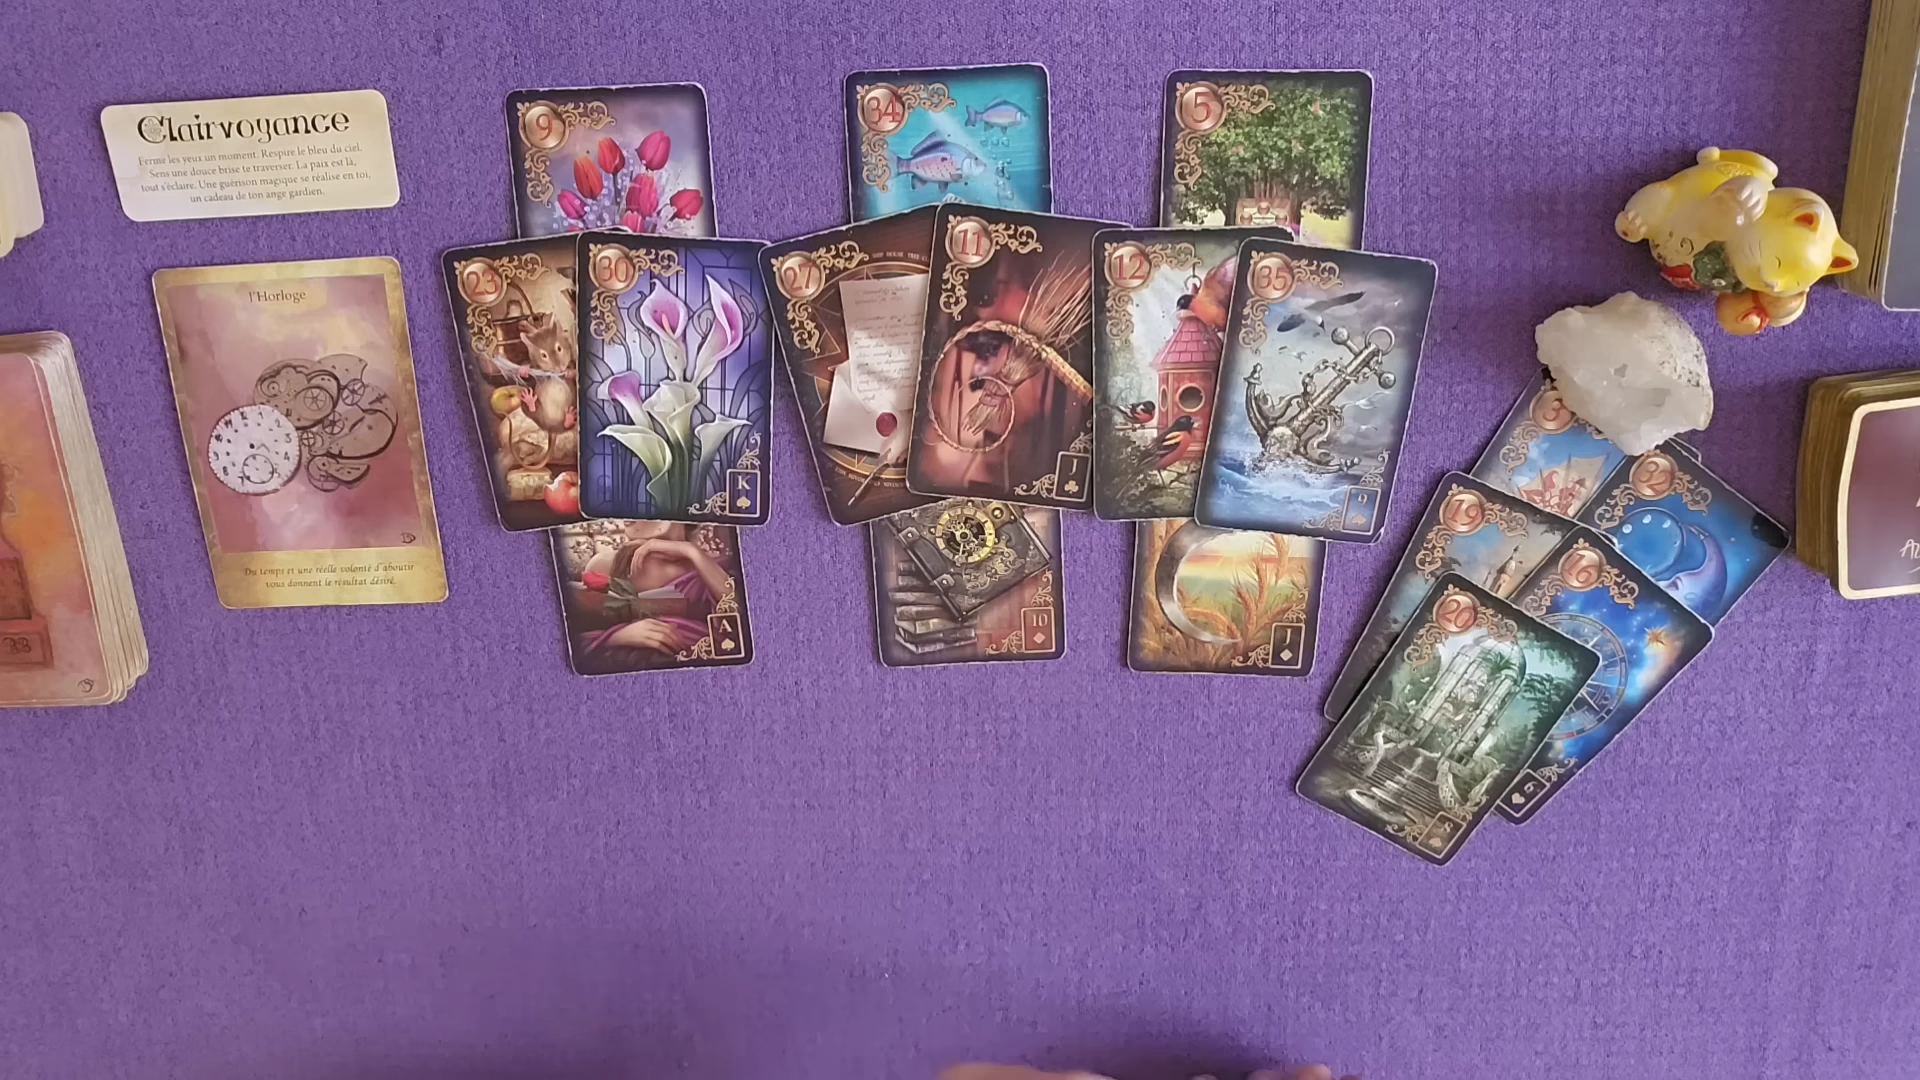 Clairvoyance
Ferme les yeux un moment. Respire le bleu du ciel.
Sens une douce brise te traverser. La paix est là,
tout s'éclaire. Une guérison magique se réalise en toi,
un cadeau de ton ange gardien.
l'Horloge
Du temps et une réelle volonté d'aboutir
vous donnent le résultat désiré.
9
34
5
23
30
27
11
12
35
K
J
9
A
10
J
3
32
19
16
20
6
8